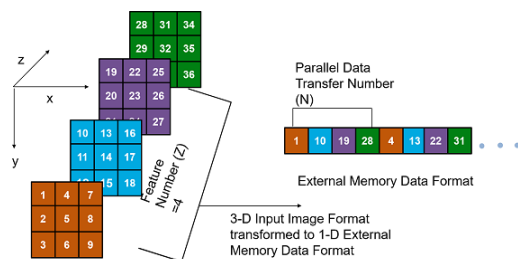 28 31 34
29 32 35
36
19 22 25
20 23 26
27
10 13 16
11 14 17
15 18
1 4 7
2 5 8
3 6 9
z
x
y
Feature
Number (Z)
=4
Parallel Data
Transfer Number
(N)
1 10 19 28 4 13 22 31
External Memory Data Format
3-D Input Image Format
transformed to 1-D External
Memory Data Format